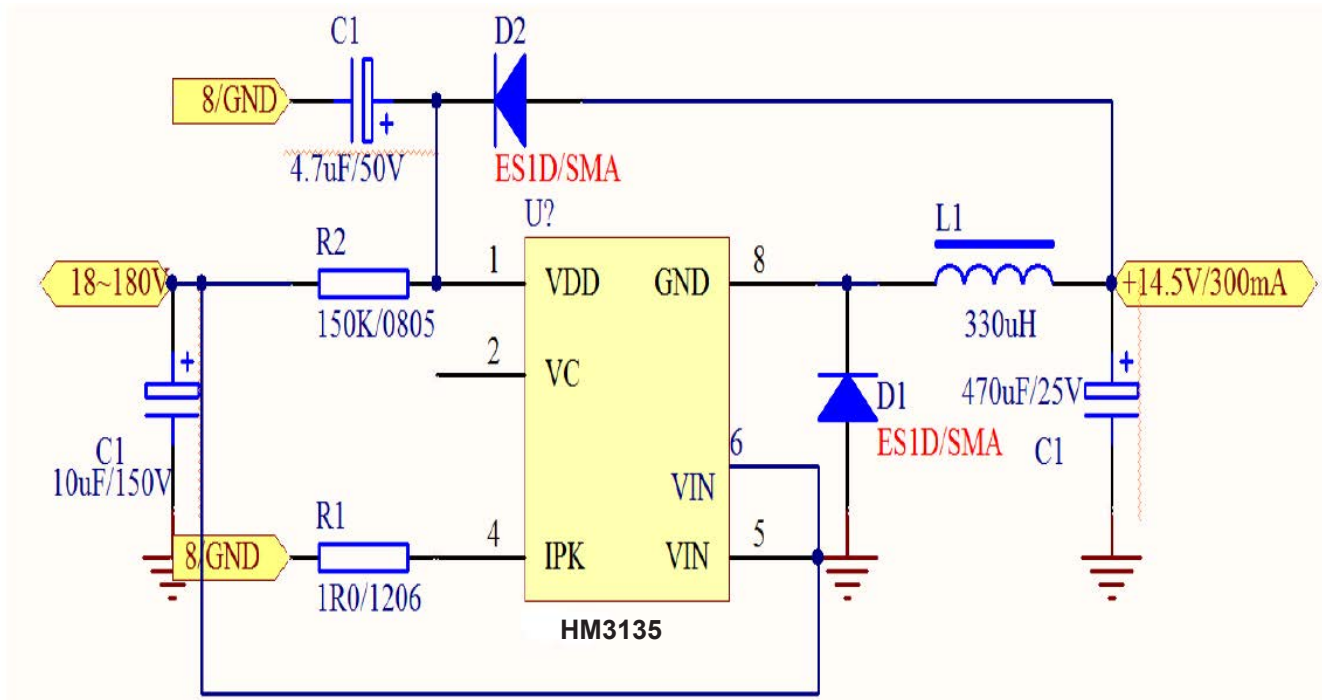 C1
D2
8/GND
+
4.7uF/50V
ES1D/SMA
U?
R2
L1
18~180V
1
VDD
GND
8
+14.5V/300mA
150K/0805
330uH
2
VC
+
+
470uF/25V
D1
C1
10uF/150V
6
ES1D/SMA
C1
VIN
R1
8/GND
4
IPK
VIN
5
1R0/1206
HM3135